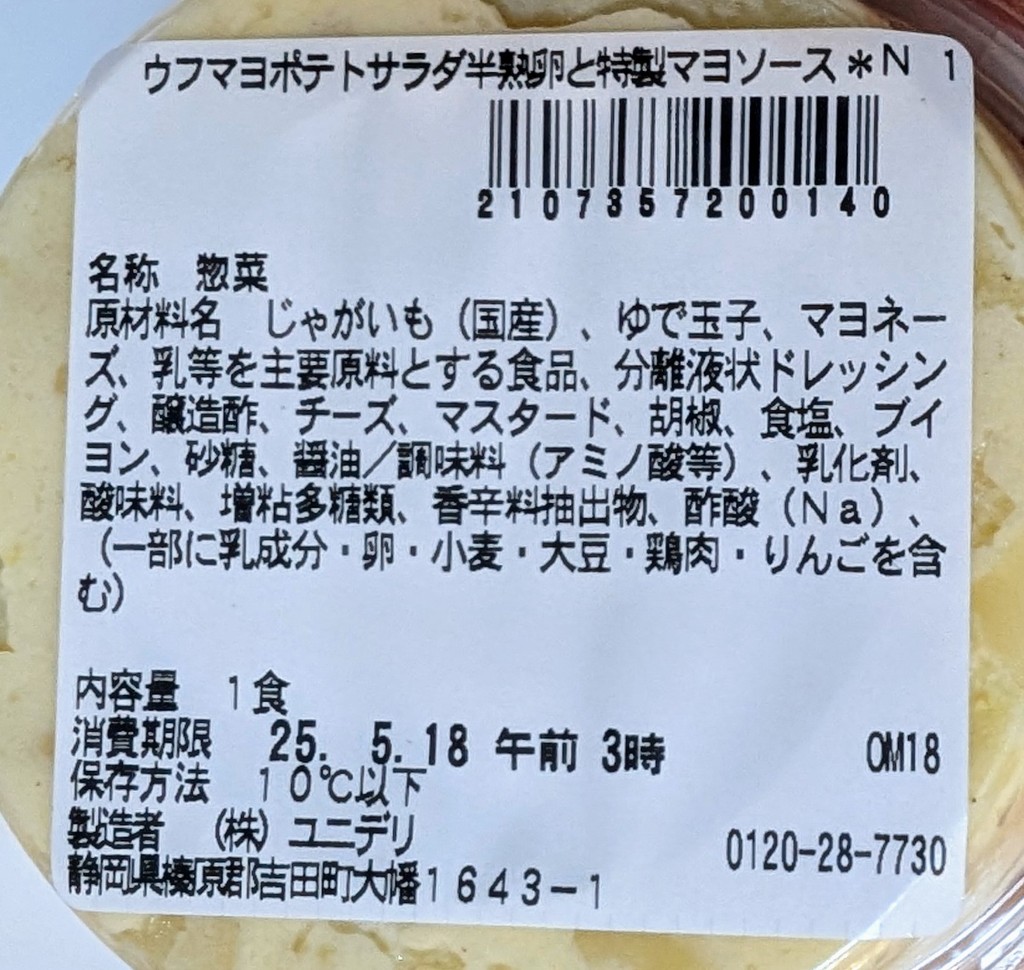 ウフマヨポテトサラダ半熟卵と特製マヨソース＊N 1
2107357200140
名称　惣菜
原材料名　じゃがいも（国産）、ゆで玉子、マヨネー
ズ、乳等を主要原料とする食品、分離液状ドレッシン
グ、醸造酢、チーズ、マスタード、胡椒、食塩、ブイ
ヨン、砂糖、醤油／調味料（アミノ酸等）、乳化剤、
酸味料、増粘多糖類、香辛料抽出物、酢酸（Ｎａ）、
（一部に乳成分・卵・小麦・大豆・鶏肉・りんごを含
む）
内容量　１食
消費期限　25. 5.18 午前 3時　OM18
保存方法　１０℃以下
製造者　（株）ユニデリ
0120-28-7730
静岡県榛原郡吉田町大幡１６４３－１